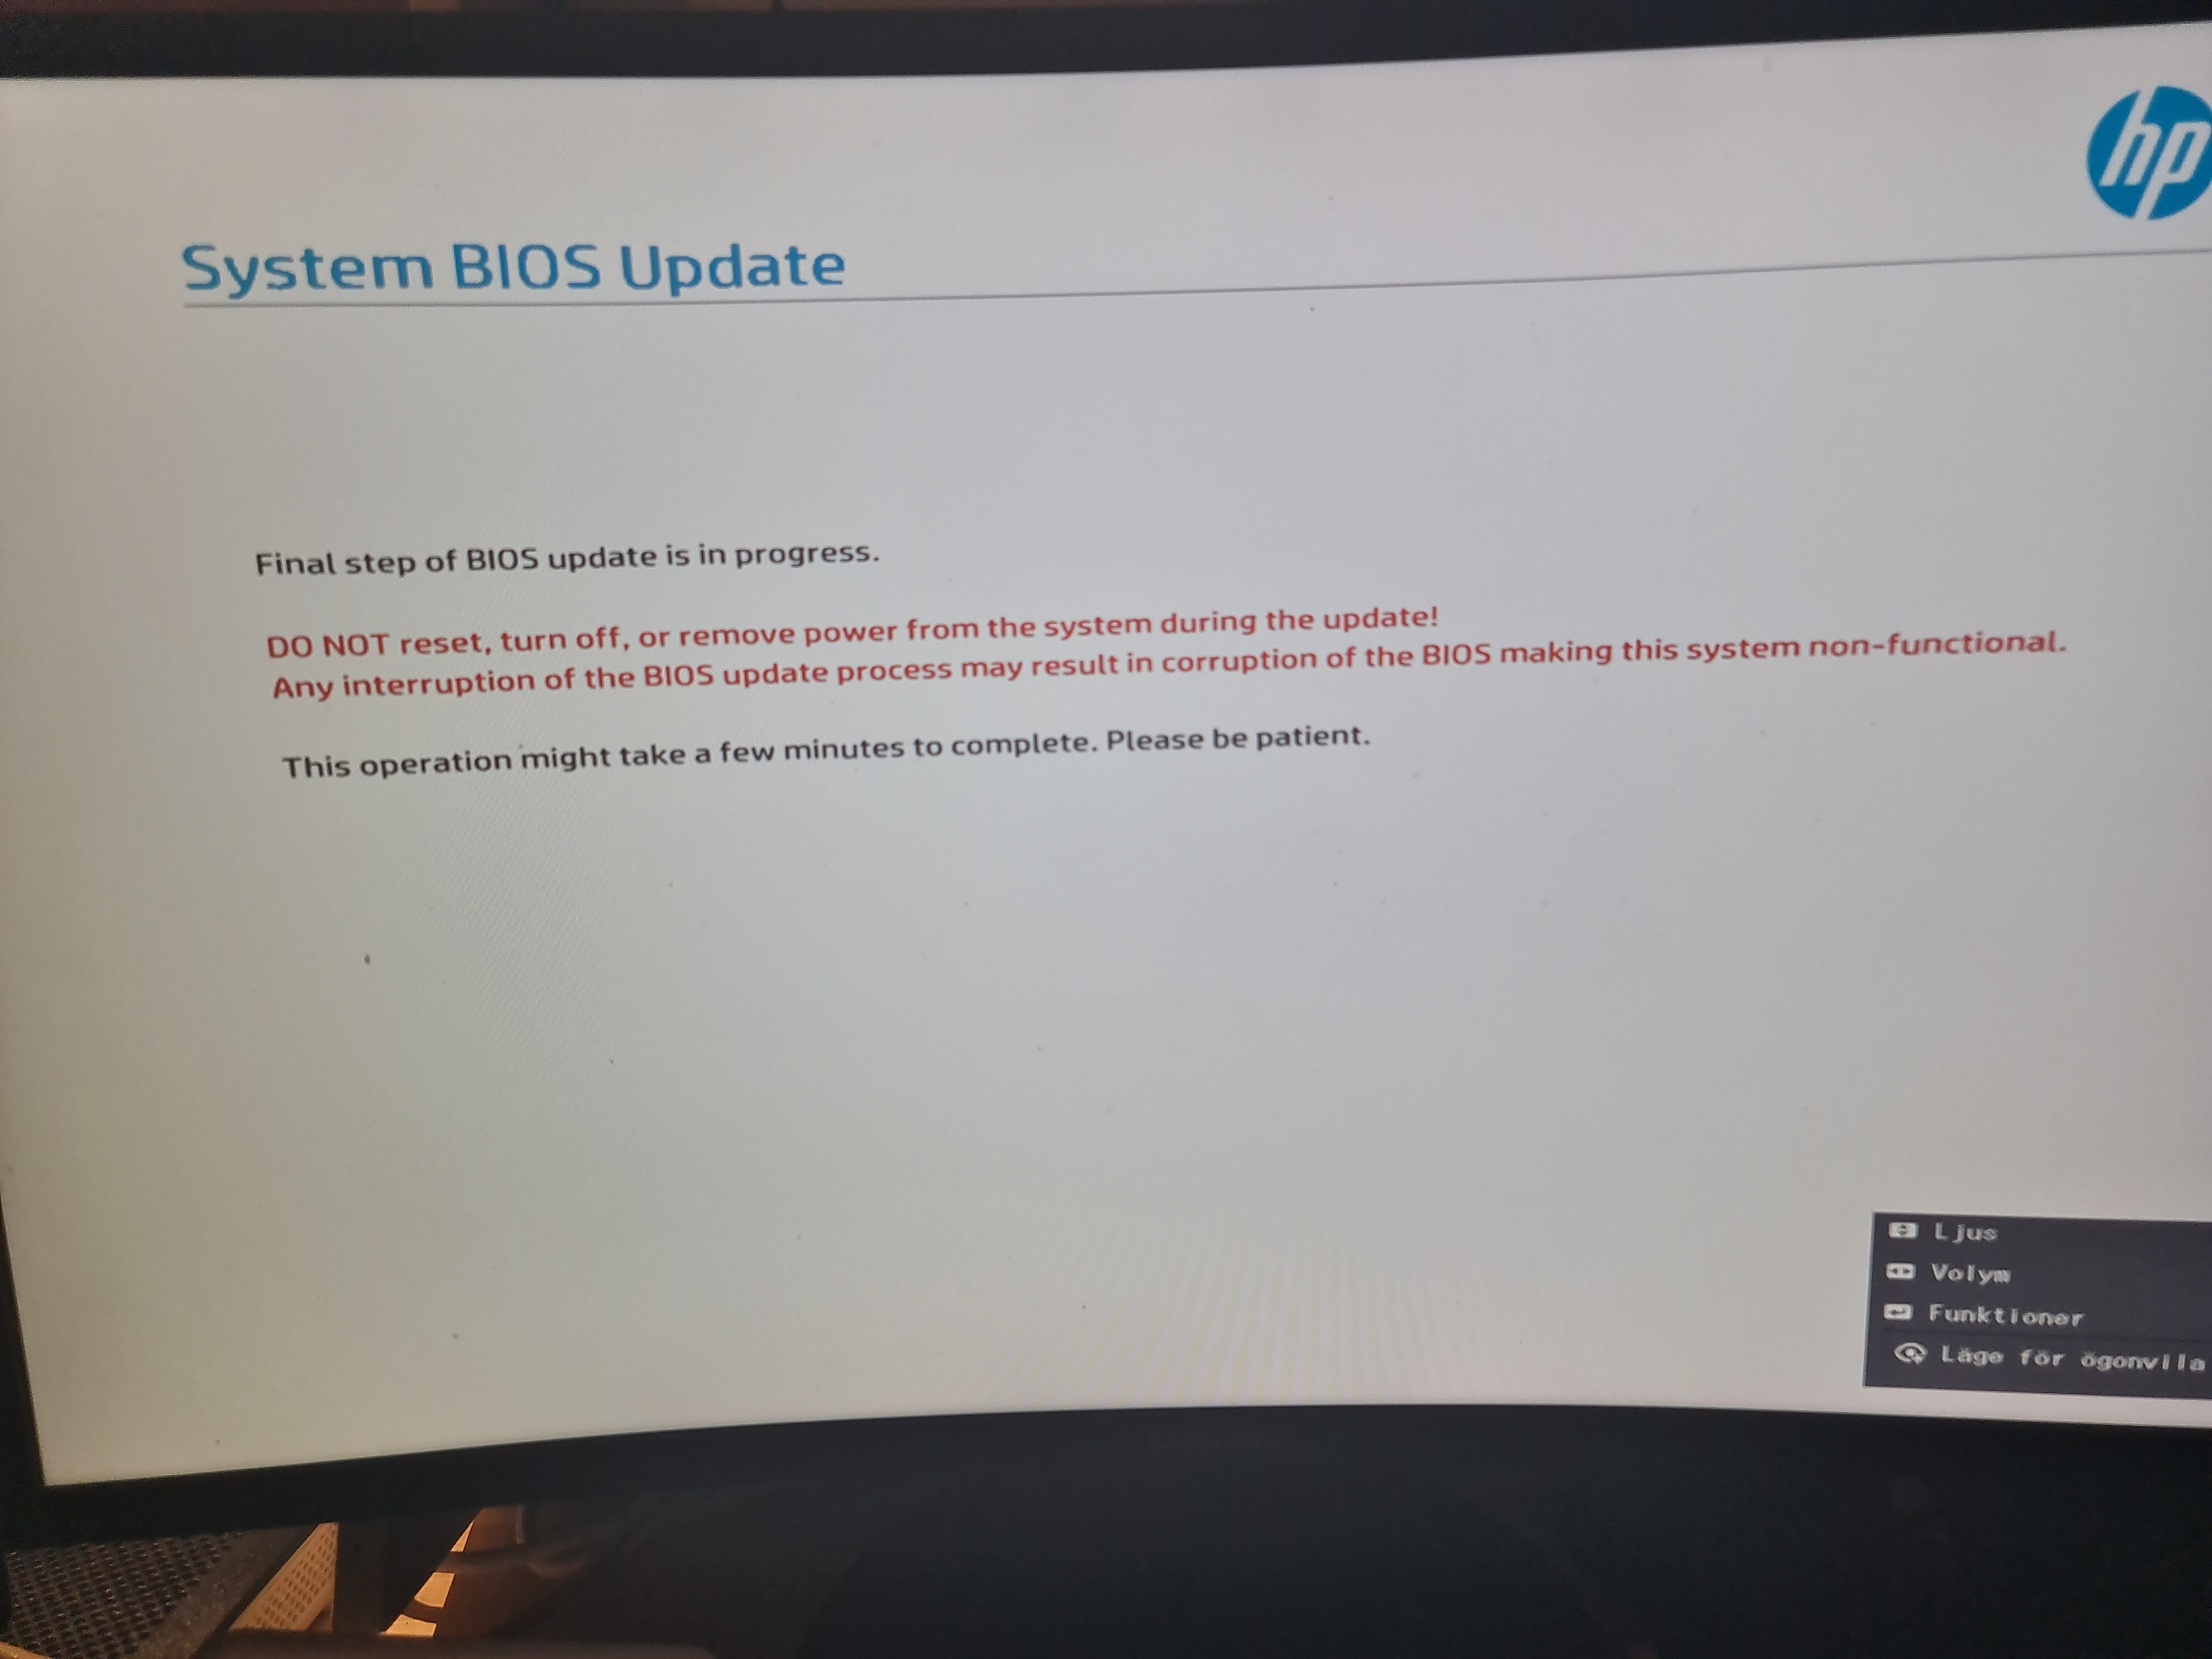 hp
System BIOS Update
Final step of BIOS update is in progress.
DO NOT reset, turn off, or remove power from the system during the update!
Any interruption of the BIOS update process may result in corruption of the BIOS making this system non-functional.
This operation might take a few minutes to complete. Please be patient.
Ljus
Volym
Funktioner
Läge för ögonvila
SAMSUNG